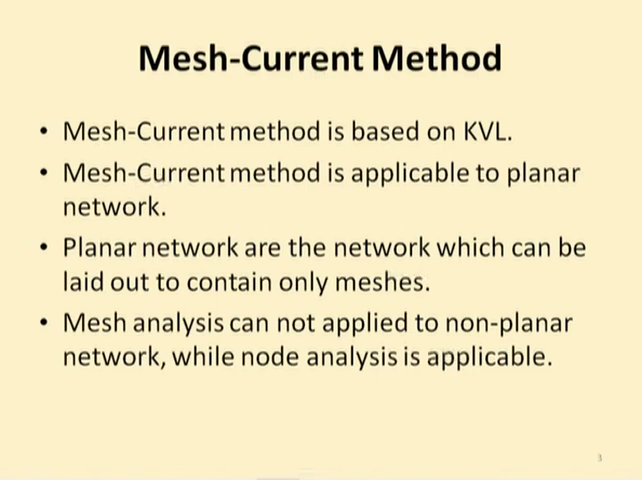 Mesh-Current Method
• Mesh-Current method is based on KVL.
• Mesh-Current method is applicable to planar
network.
• Planar network are the network which can be
laid out to contain only meshes.
• Mesh analysis can not applied to non-planar
network, while node analysis is applicable.
3